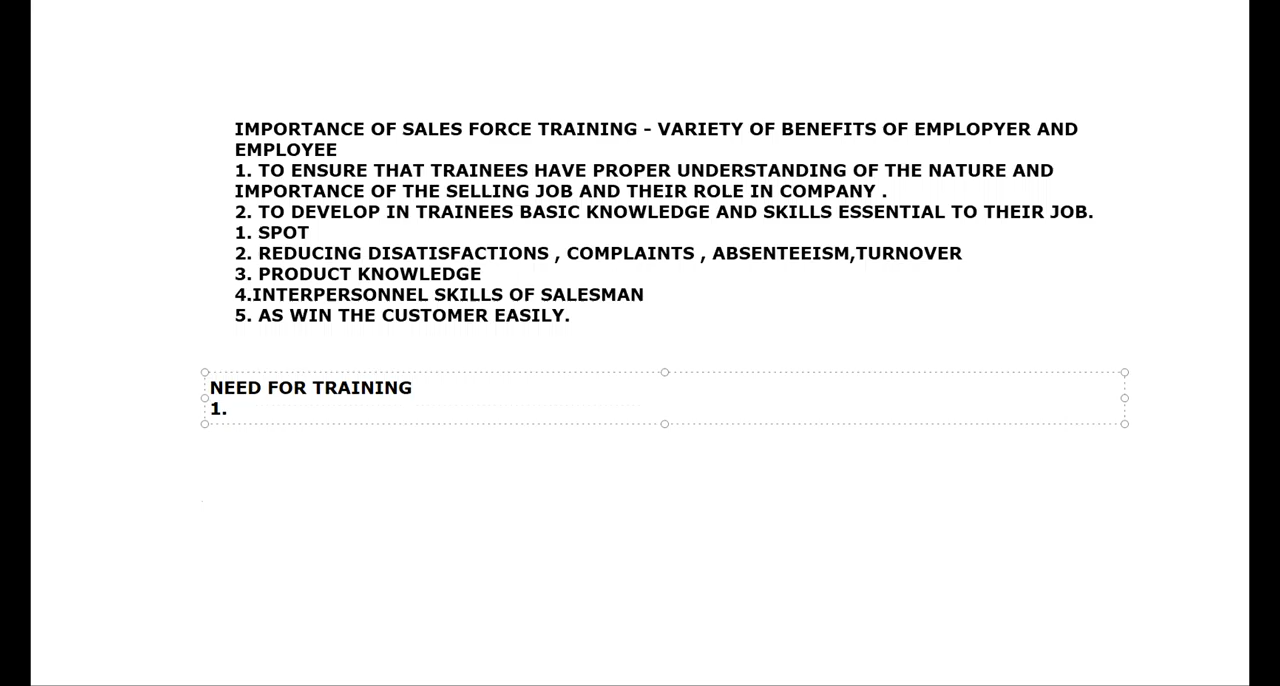 IMPORTANCE OF SALES FORCE TRAINING - VARIETY OF BENEFITS OF EMPLOPYER AND
EMPLOYEE
1. TO ENSURE THAT TRAINEES HAVE PROPER UNDERSTANDING OF THE NATURE AND
IMPORTANCE OF THE SELLING JOB AND THEIR ROLE IN COMPANY .
2. TO DEVELOP IN TRAINEES BASIC KNOWLEDGE AND SKILLS ESSENTIAL TO THEIR JOB.
1. SPOT
2. REDUCING DISATISFACTIONS , COMPLAINTS , ABSENTEEISM,TURNOVER
3. PRODUCT KNOWLEDGE
4.INTERPERSONNEL SKILLS OF SALESMAN
5. AS WIN THE CUSTOMER EASILY.
NEED FOR TRAINING
1.